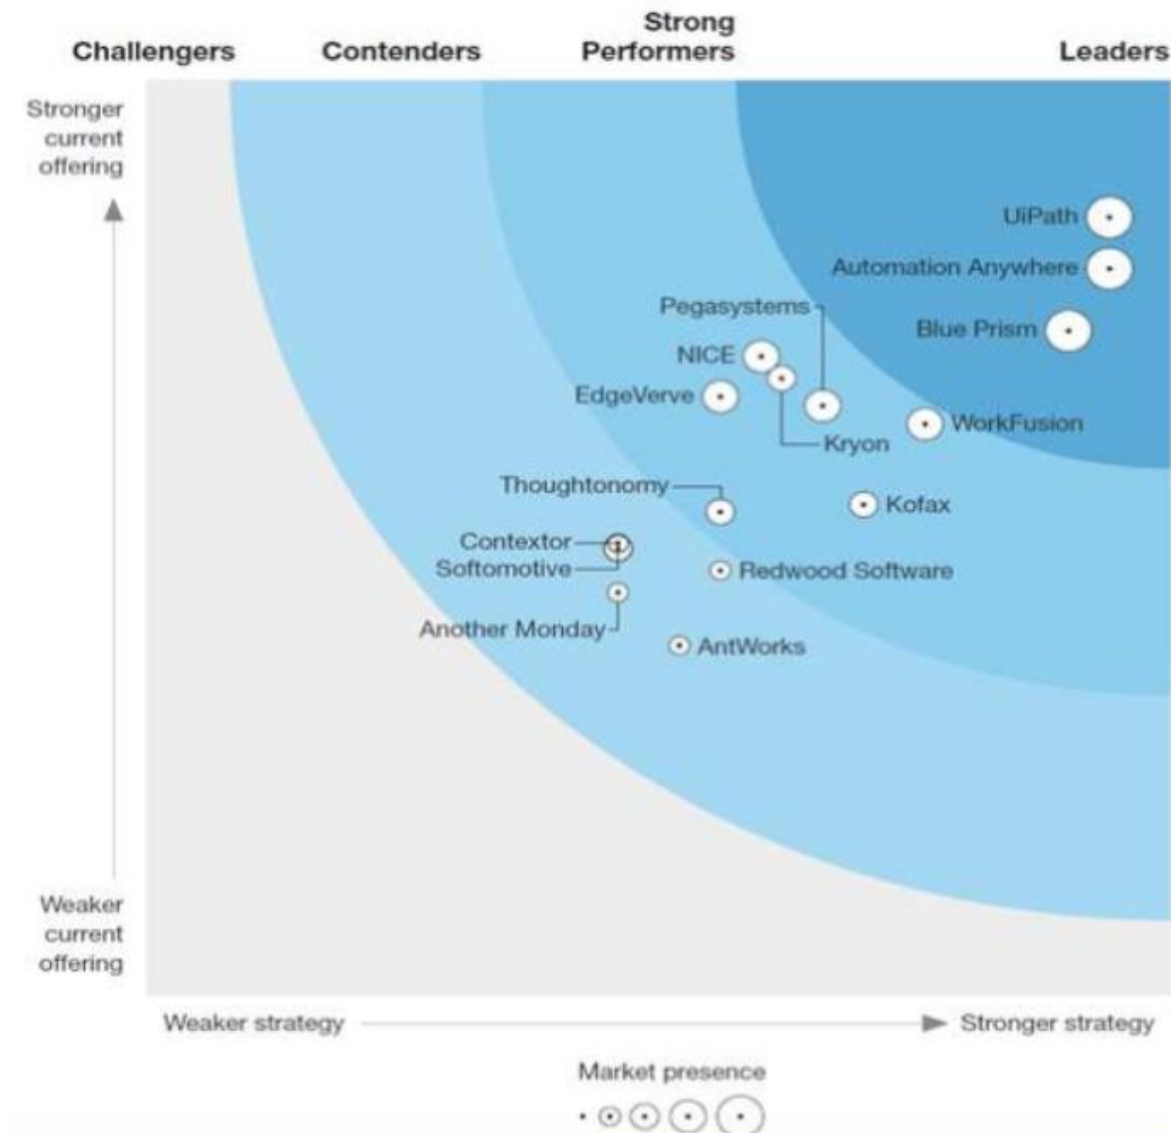 Strong
Challengers Contenders Performers Leaders
Stronger
current
offering
UiPath
Automation Anywhere
Pegasystems
Blue Prism
NICE
EdgeVerve
WorkFusion
Kryon
Thoughtonomy
Kofax
Contextor
Softomotive
Redwood Software
Another Monday
AntWorks
Weaker
current
offering
Weaker strategy Stronger strategy
Market presence